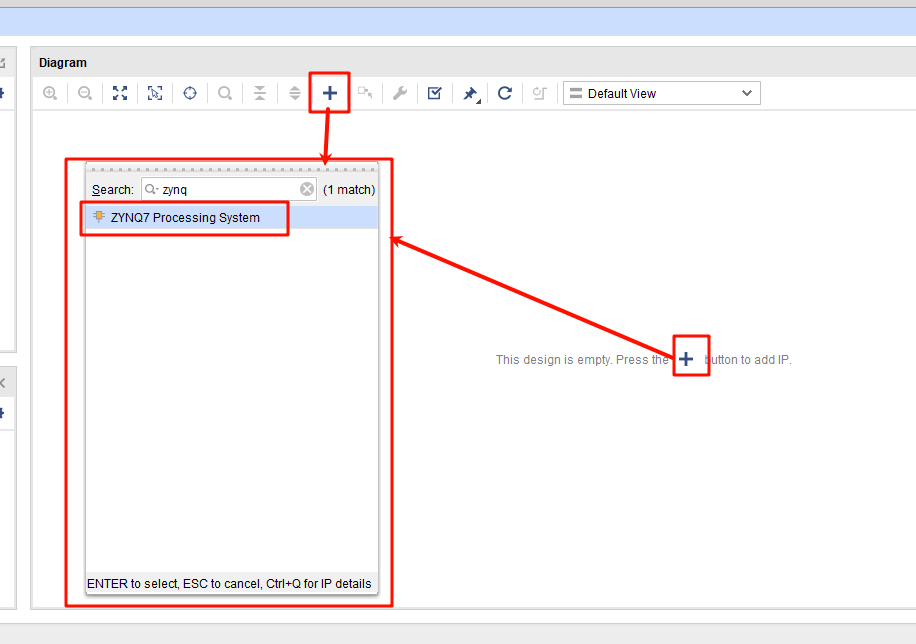 Diagram
Default View
Search: zynq (1 match)
ZYNQ7 Processing System
This design is empty. Press the button to add IP.
ENTER to select, ESC to cancel, Ctrl+Q for IP details